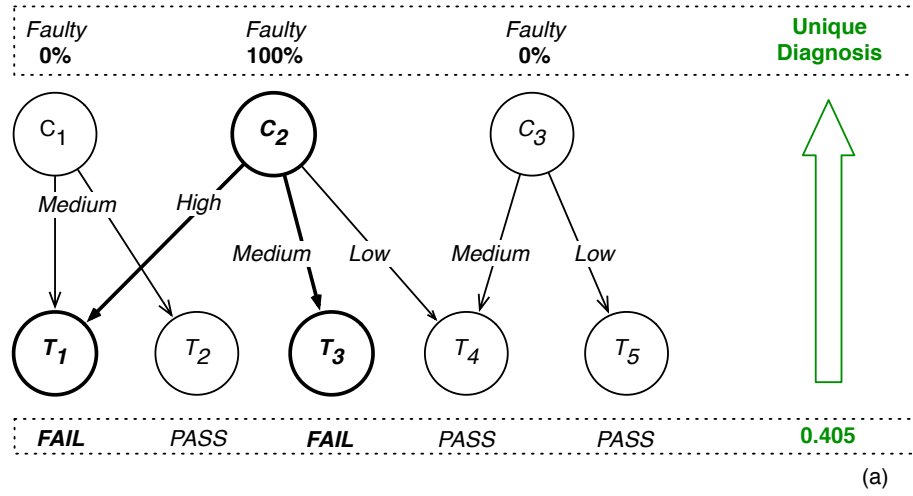 Faulty Faulty Faulty Unique
0% 100% 0% Diagnosis
C1 C2 C3
Medium High Medium Low Medium Low
T1 T2 T3 T4 T5
FAIL PASS FAIL PASS PASS 0.405
(a)